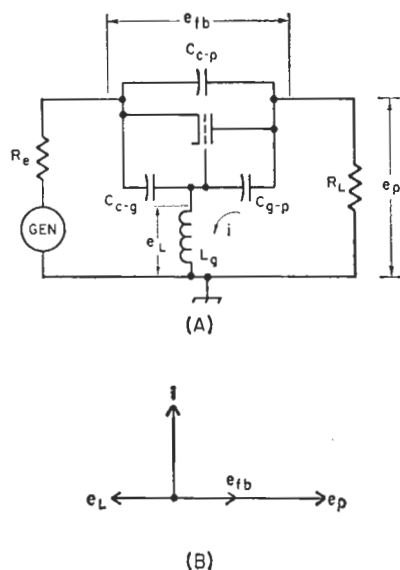 e_fb
C_c-p
R_e
GEN
C_c-g
C_g-p
e_L
L_g
i
R_L
e_p
(A)
i
e_L
e_fb
e_p
(B)